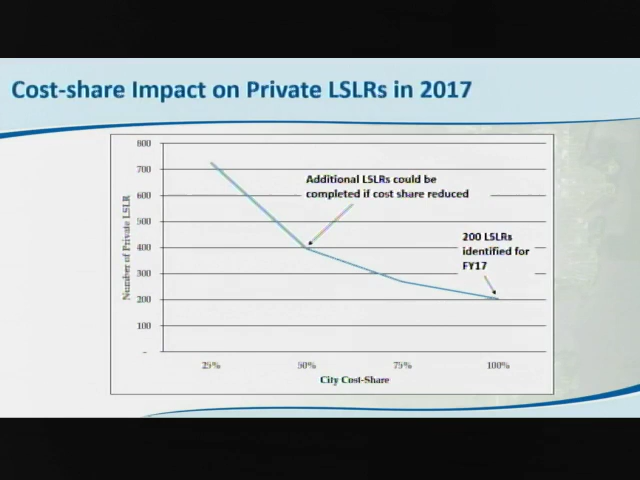 Cost-share Impact on Private LSLRs in 2017
800
700
600
500
400
300
200
100
-
Number of Private LSLR
Additional LSLRs could be
completed if cost share reduced
200 LSLRs
identified for
FY17
25%
50%
75%
100%
City Cost-Share